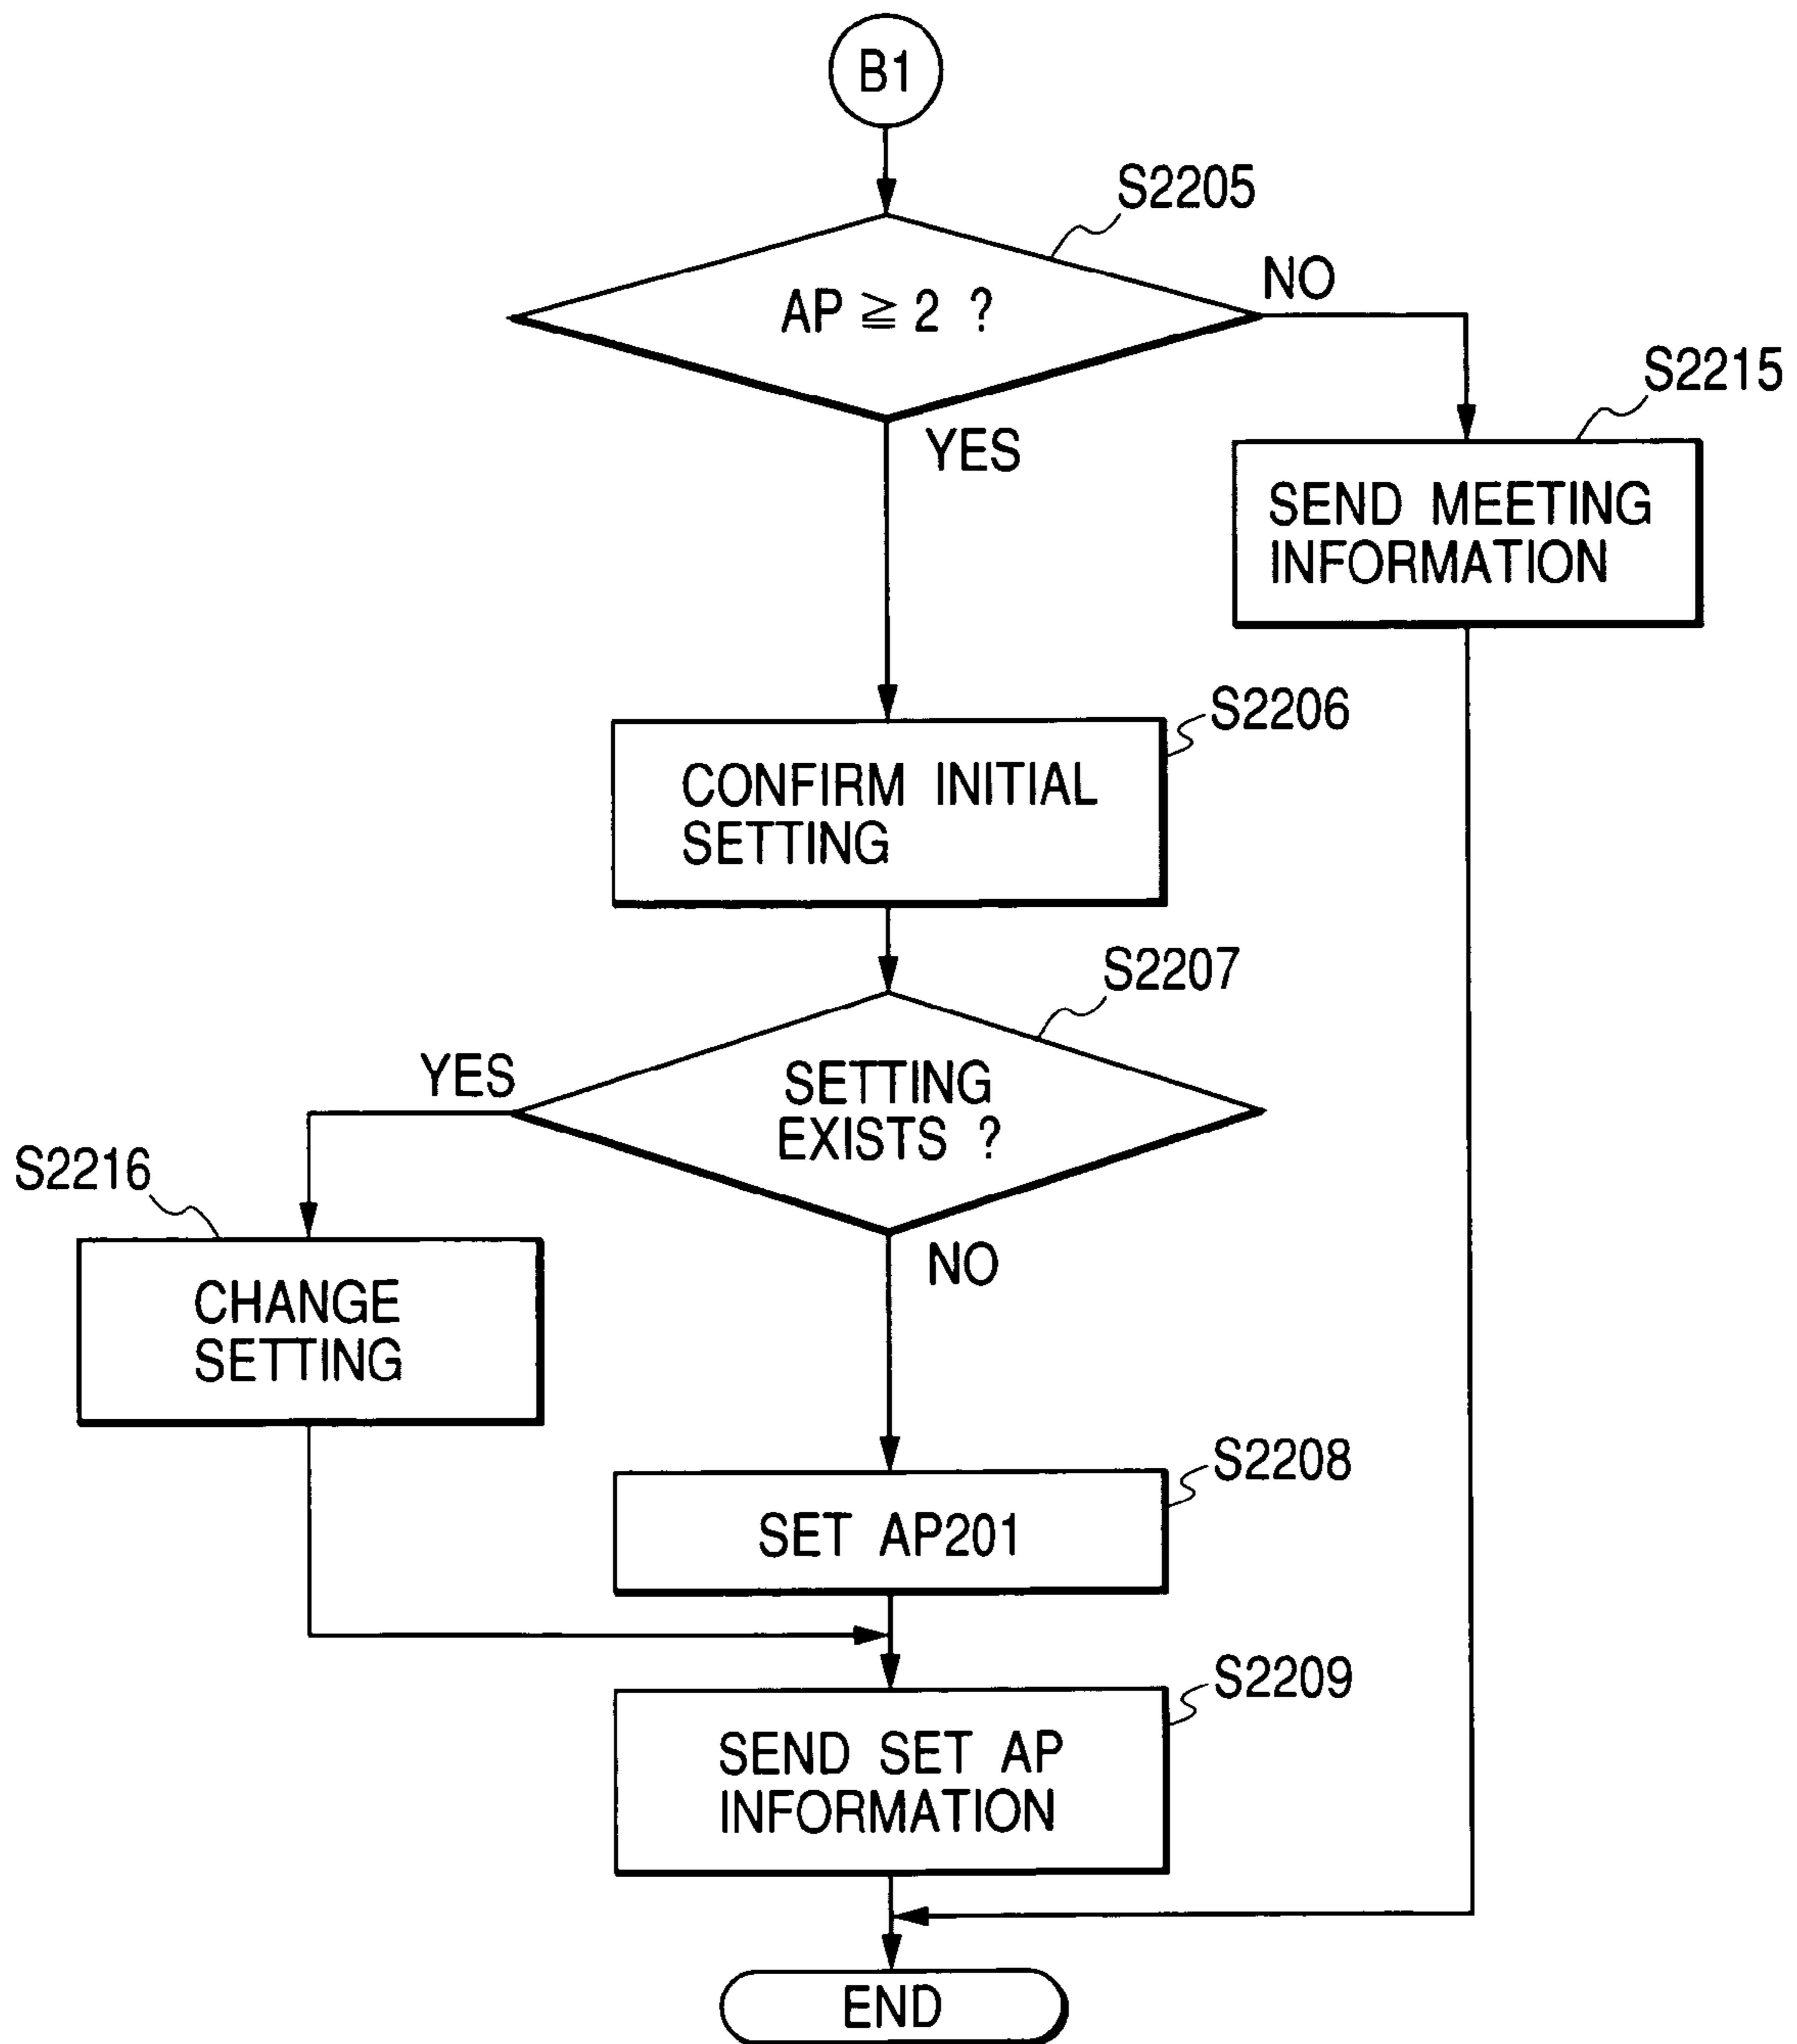 B1
S2205
AP ≧ 2 ?
NO
S2215
YES
SEND MEETING
INFORMATION
S2206
CONFIRM INITIAL
SETTING
S2207
YES
SETTING
EXISTS ?
S2216
NO
CHANGE
SETTING
S2208
SET AP201
S2209
SEND SET AP
INFORMATION
END